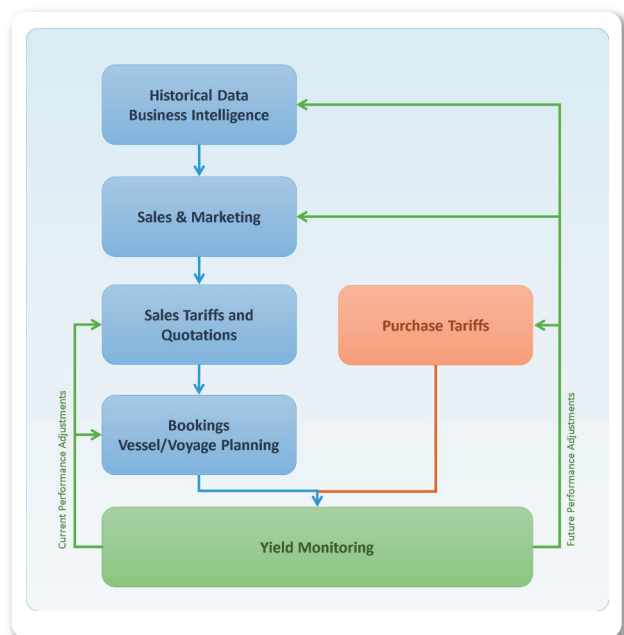 Historical Data
Business Intelligence
Sales & Marketing
Sales Tariffs and
Quotations
Purchase Tariffs
Bookings
Vessel/Voyage Planning
Yield Monitoring
Current Performance Adjustments
Future Performance Adjustments